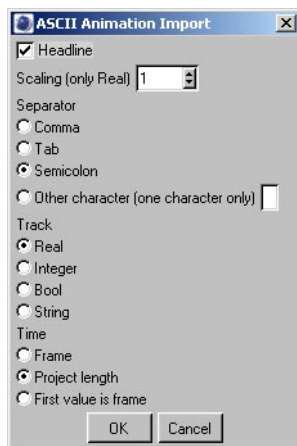 ASCII Animation Import
Headline
Scaling (only Real) 1
Separator
Comma
Tab
Semicolon
Other character (one character only)
Track
Real
Integer
Bool
String
Time
Frame
Project length
First value is frame
OK Cancel